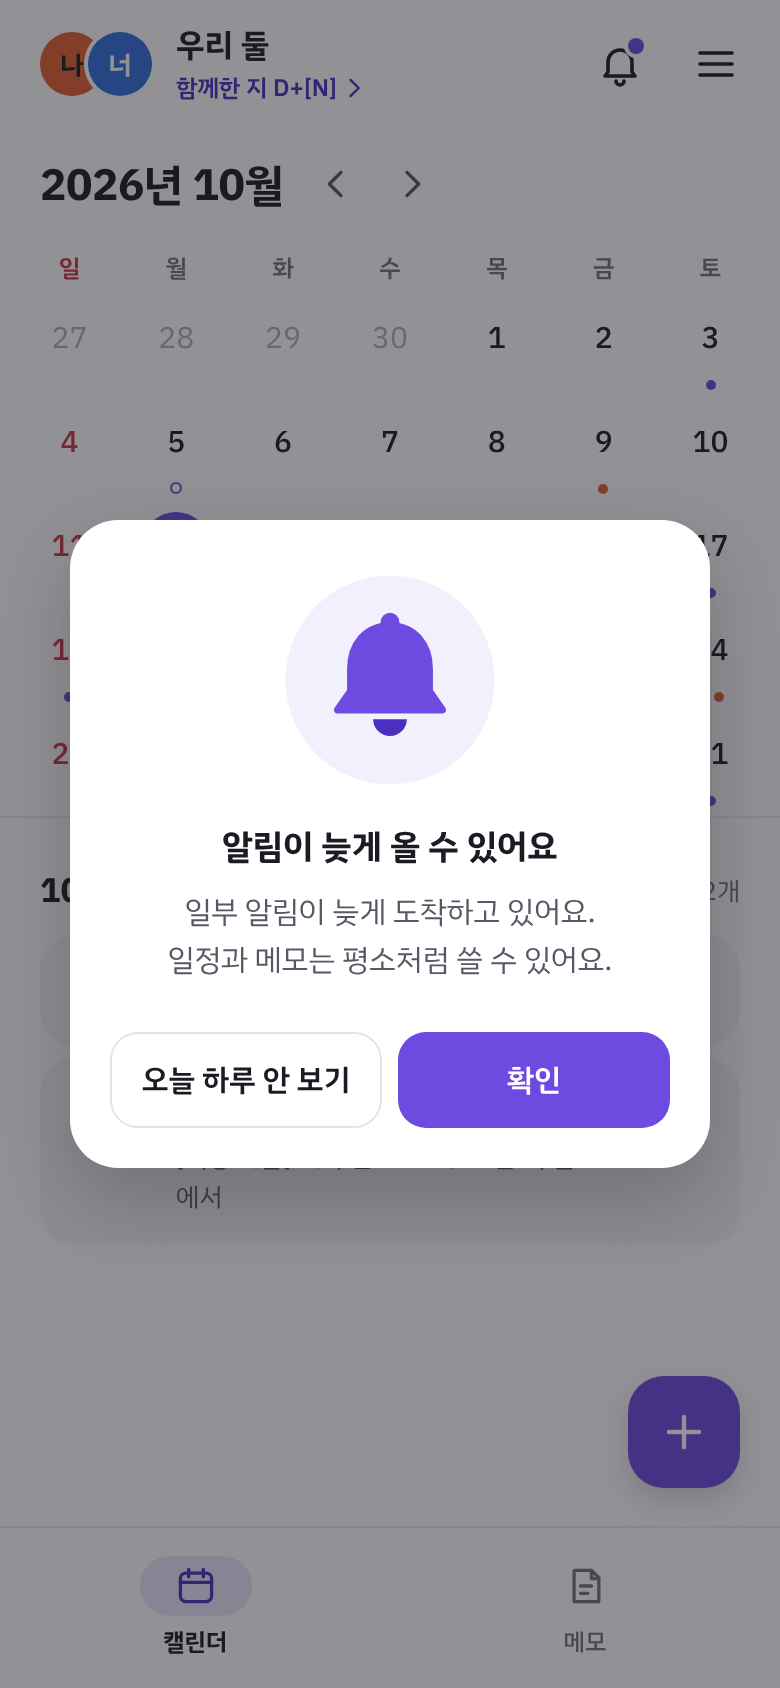 나 너
우리 둘
함께한 지 D+[N]
2026년 10월
일 월 화 수 목 금 토
27 28 29 30 1 2 3
4 5 6 7 8 9 10
알림이 늦게 올 수 있어요
일부 알림이 늦게 도착하고 있어요.
일정과 메모는 평소처럼 쓸 수 있어요.
오늘 하루 안 보기 확인
에서
캘린더 메모